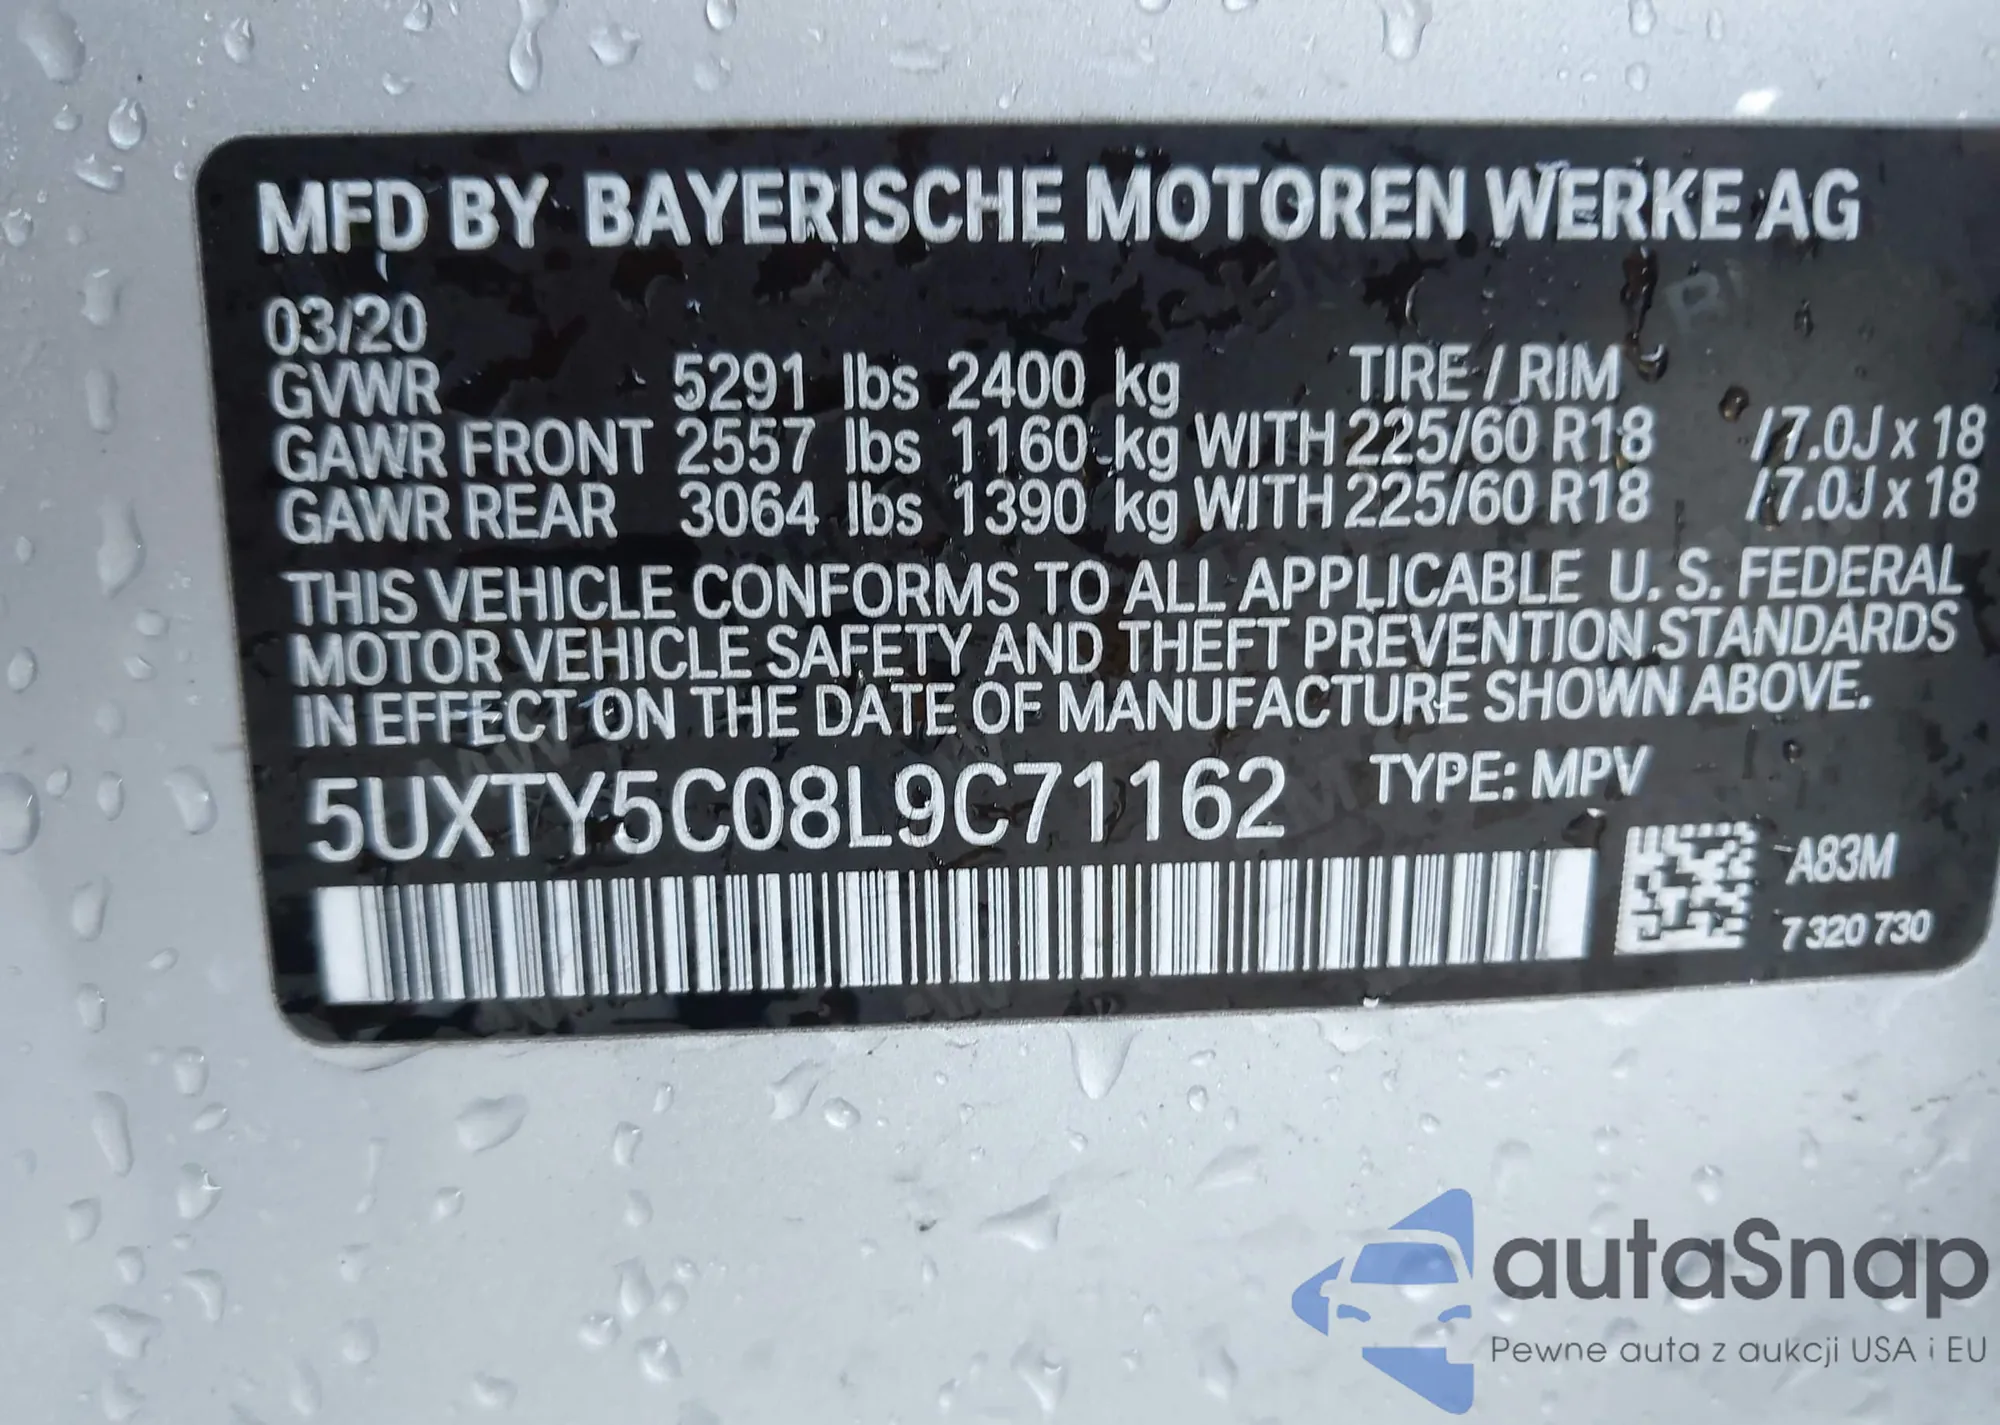 MFD BY BAYERISCHE MOTOREN WERKE AG
03/20
GVWR 5291 lbs 2400 kg TIRE / RIM
GAWR FRONT 2557 lbs 1160 kg WITH 225/60 R18 /7.0J x 18
GAWR REAR 3064 lbs 1390 kg WITH 225/60 R18 /7.0J x 18
THIS VEHICLE CONFORMS TO ALL APPLICABLE U. S. FEDERAL
MOTOR VEHICLE SAFETY AND THEFT PREVENTION STANDARDS
IN EFFECT ON THE DATE OF MANUFACTURE SHOWN ABOVE.
5UXTY5C08L9C71162 TYPE: MPV
A83M
7 320 730
autaSnap
Pewne auta z aukcji USA i EU